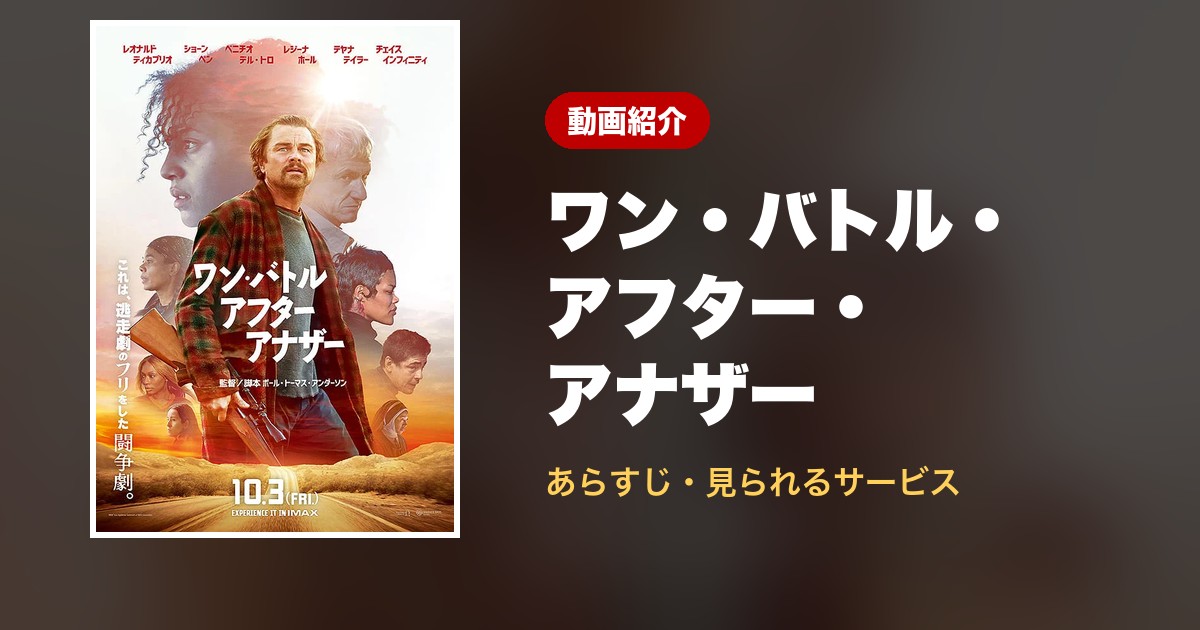 レオナルド ディカプリオ
ショーン ペン
ベニチオ デル・トロ
レジーナ ホール
テヤナ テイラー
チェイス インフィニティ
これは、逃走劇のフリをした闘争劇。
ワン・バトル
アフター
アナザー
監督/脚本 ポール・トーマス・アンダーソン
10.3(FRI.)
EXPERIENCE IT IN IMAX
動画紹介
ワン・バトル・
アフター・
アナザー
あらすじ・見られるサービス